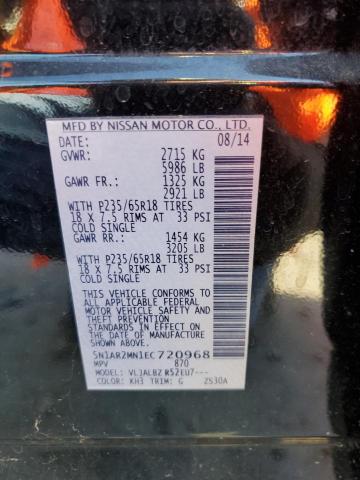 MFD BY NISSAN MOTOR CO., LTD.
DATE: 08/14
GVWR: 2715 KG
5986 LB
GAWR FR.: 1325 KG
2921 LB
WITH P235/65R18 TIRES
18 X 7.5 RIMS AT 33 PSI
COLD SINGLE
GAWR RR.: 1454 KG
3205 LB
WITH P235/65R18 TIRES
18 X 7.5 RIMS AT 33 PSI
COLD SINGLE
THIS VEHICLE CONFORMS TO
ALL APPLICABLE FEDERAL
MOTOR VEHICLE SAFETY
STANDARDS IN EFFECT ON
THE DATE OF MANUFACTURE
SHOWN ABOVE.
5N1AR2MN1EC720968
MPV 870
MODEL: VLJALBZ R52EU7---
COLOR: KH3 TRIM: G ZS30A